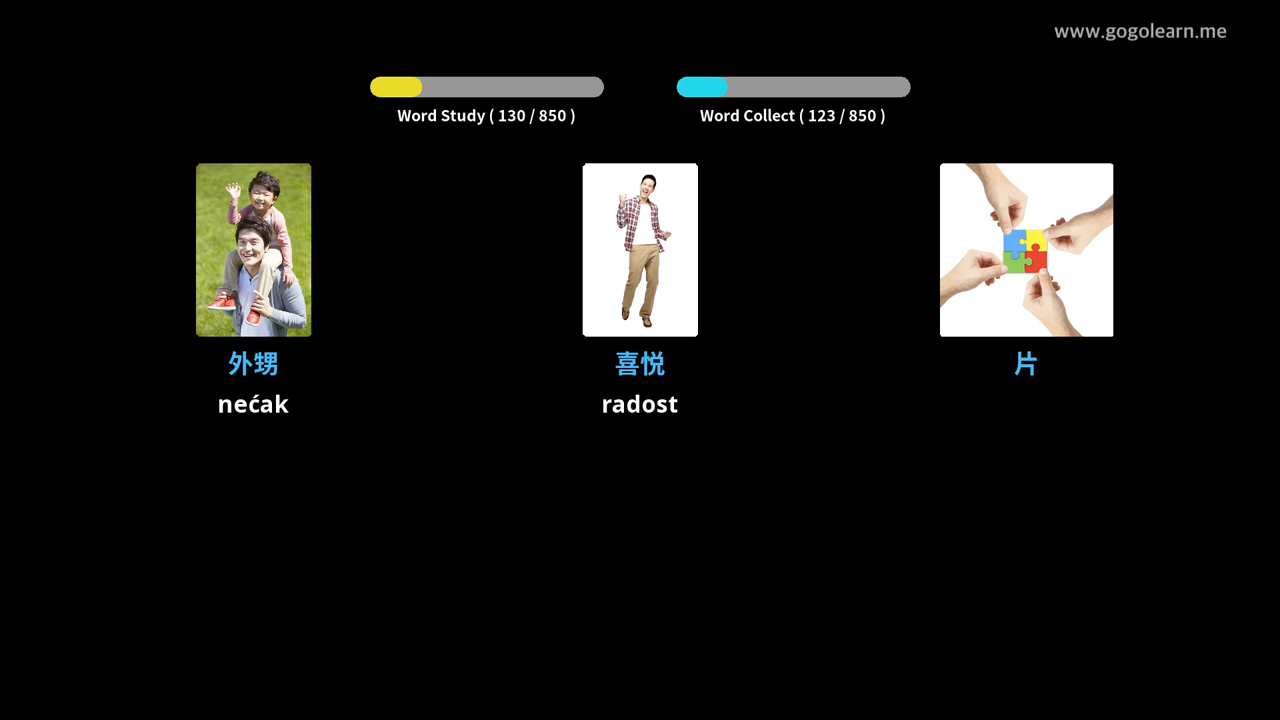 www.gogolearn.me
Word Study ( 130 / 850 )
Word Collect ( 123 / 850 )
外甥
喜悦
片
nećak
radost